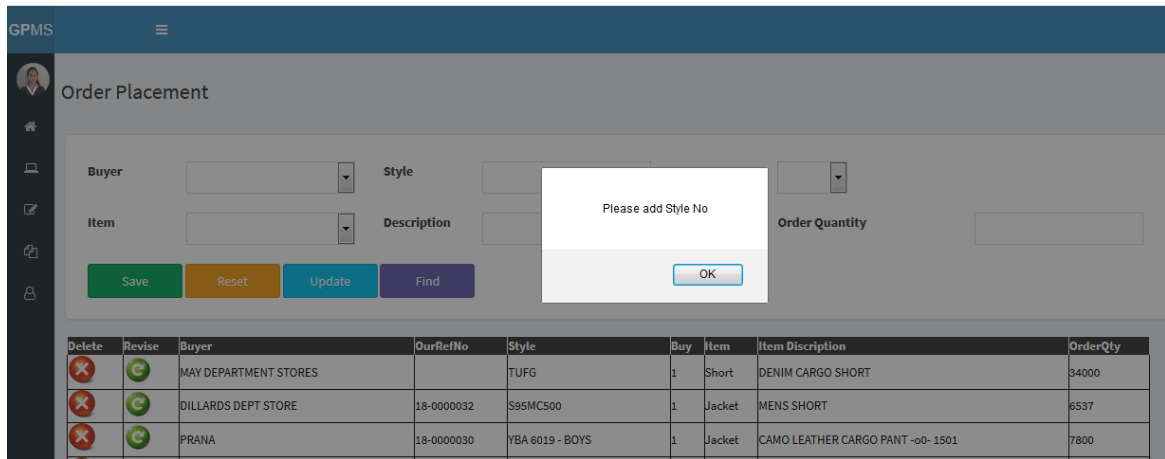 GPMS
Order Placement
Buyer Style
Please add Style No
Item Description Order Quantity
OK
Save Reset Update Find
Delete Revise Buyer OurRefNo Style Buy Item Item Discription OrderQty
MAY DEPARTMENT STORES TUFG 1 Short DENIM CARGO SHORT 34000
DILLARDS DEPT STORE 18-0000032 S95MC500 1 Jacket MENS SHORT 6537
PRANA 18-0000030 YBA 6019 - BOYS 1 Jacket CAMO LEATHER CARGO PANT -o0- 1501 7800